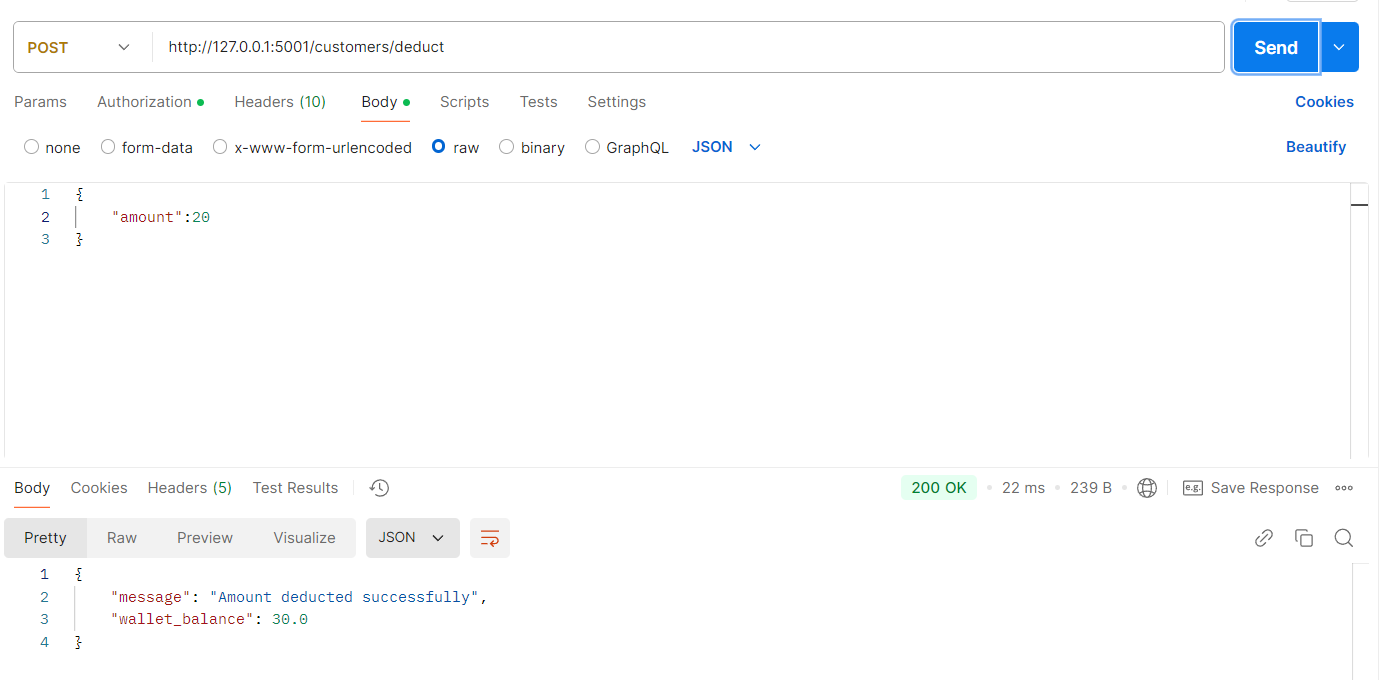 POST http://127.0.0.1:5001/customers/deduct Send
Params Authorization Headers (10) Body Scripts Tests Settings Cookies
none form-data x-www-form-urlencoded raw binary GraphQL JSON Beautify
1 {
2 "amount":20
3 }
Body Cookies Headers (5) Test Results 200 OK 22 ms 239 B e.g. Save Response
Pretty Raw Preview Visualize JSON
1 {
2 "message": "Amount deducted successfully",
3 "wallet_balance": 30.0
4 }